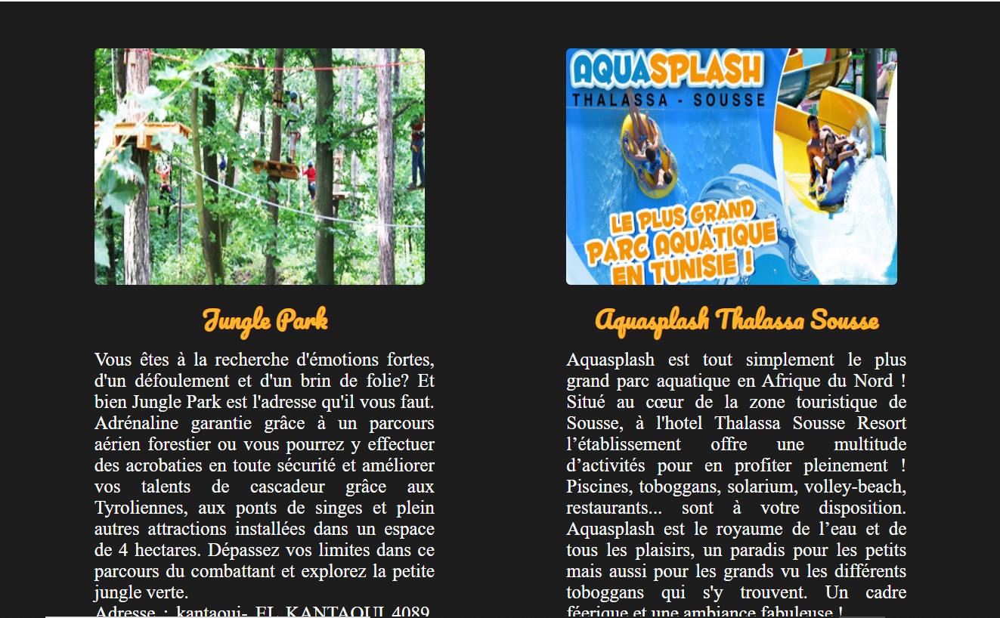 AQUASPLASH
THALASSA - SOUSSE
LE PLUS GRAND
PARC AQUATIQUE
EN TUNISIE !
Jungle Park
Vous êtes à la recherche d'émotions fortes,
d'un défoulement et d'un brin de folie? Et
bien Jungle Park est l'adresse qu'il vous faut.
Adrénaline garantie grâce à un parcours
aérien forestier ou vous pourrez y effectuer
des acrobaties en toute sécurité et améliorer
vos talents de cascadeur grâce aux
Tyroliennes, aux ponts de singes et plein
autres attractions installées dans un espace
de 4 hectares. Dépassez vos limites dans ce
parcours du combattant et explorez la petite
jungle verte.
Adresse : kantaoui- EL KANTAOUI 4089,
Aquasplash Thalassa Sousse
Aquasplash est tout simplement le plus
grand parc aquatique en Afrique du Nord !
Situé au cœur de la zone touristique de
Sousse, à l'hotel Thalassa Sousse Resort
l’établissement offre une multitude
d’activités pour en profiter pleinement !
Piscines, toboggans, solarium, volley-beach,
restaurants... sont à votre disposition.
Aquasplash est le royaume de l’eau et de
tous les plaisirs, un paradis pour les petits
mais aussi pour les grands vu les différents
toboggans qui s'y trouvent. Un cadre
féerique et une ambiance fabuleuse !